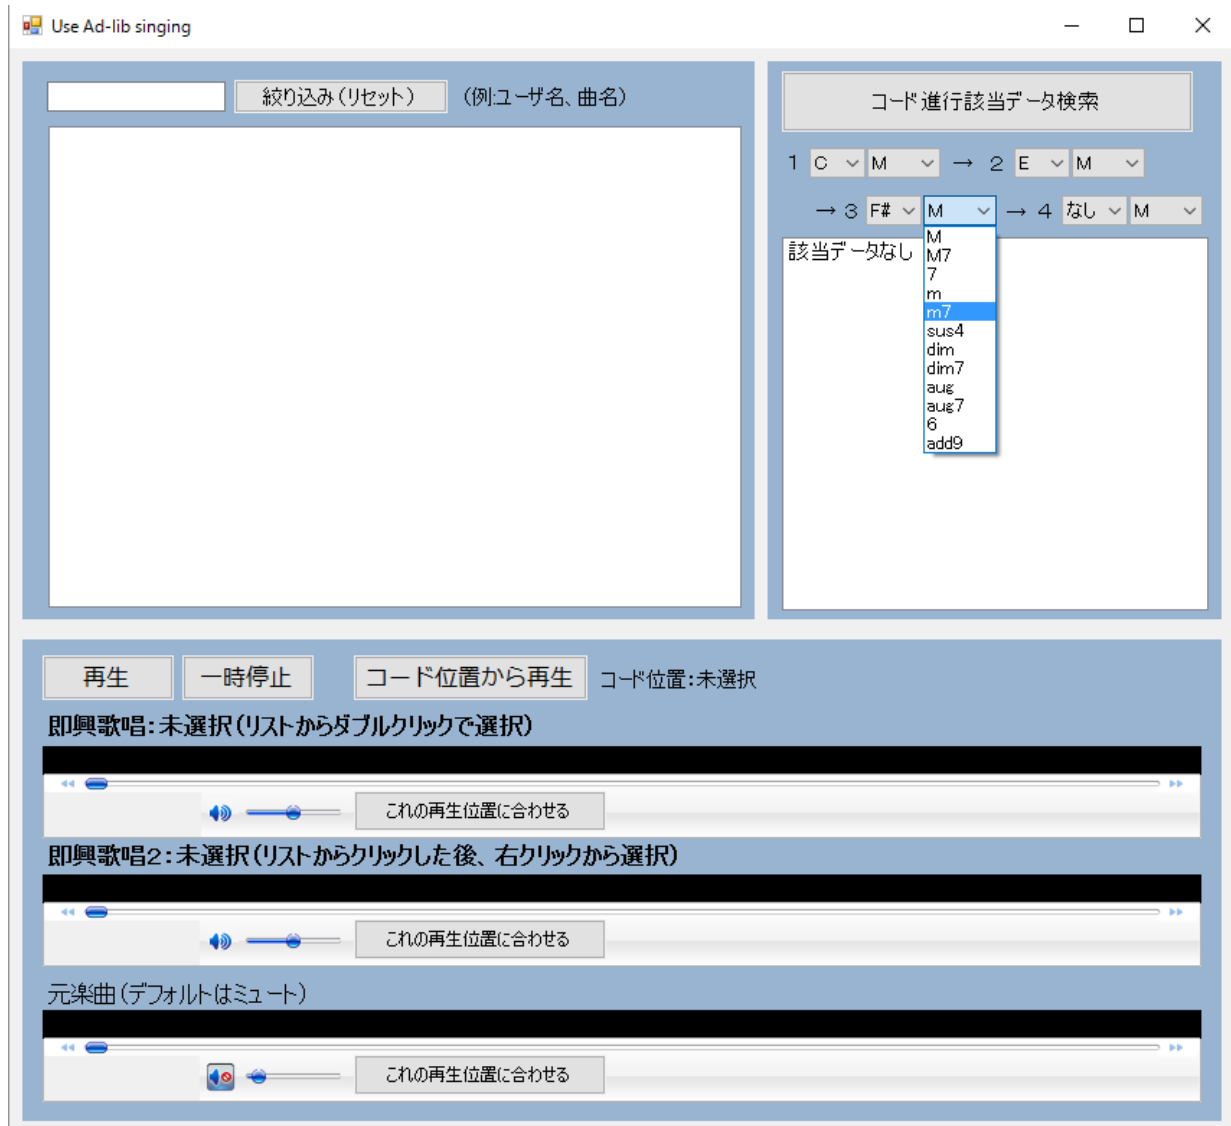 Use Ad-lib singing
絞り込み(リセット) (例:ユーザ名、曲名)
コード進行該当データ検索
1 C M → 2 E M
→ 3 F# M → 4 なし M
該当データなし
M
M7
7
m
m7
sus4
dim
dim7
aug
aug7
6
add9
再生 一時停止 コード位置から再生 コード位置:未選択
即興歌唱:未選択(リストからダブルクリックで選択)
これの再生位置に合わせる
即興歌唱2:未選択(リストからクリックした後、右クリックから選択)
これの再生位置に合わせる
元楽曲(デフォルトはミュート)
これの再生位置に合わせる